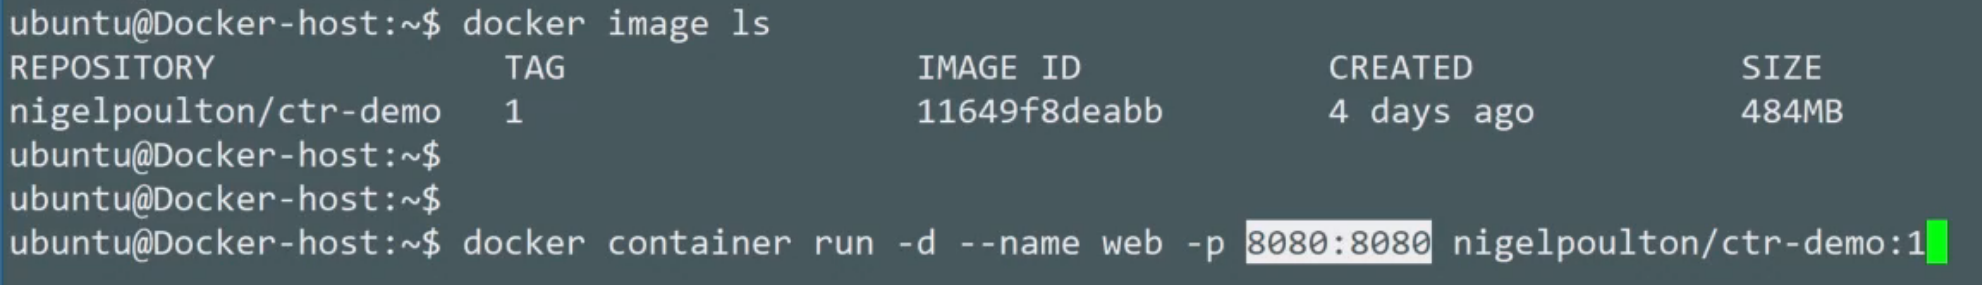 ubuntu@Docker-host:~$ docker image ls
REPOSITORY TAG IMAGE ID CREATED SIZE
nigelpoulton/ctr-demo 1 11649f8deabb 4 days ago 484MB
ubuntu@Docker-host:~$
ubuntu@Docker-host:~$
ubuntu@Docker-host:~$ docker container run -d --name web -p 8080:8080 nigelpoulton/ctr-demo:1